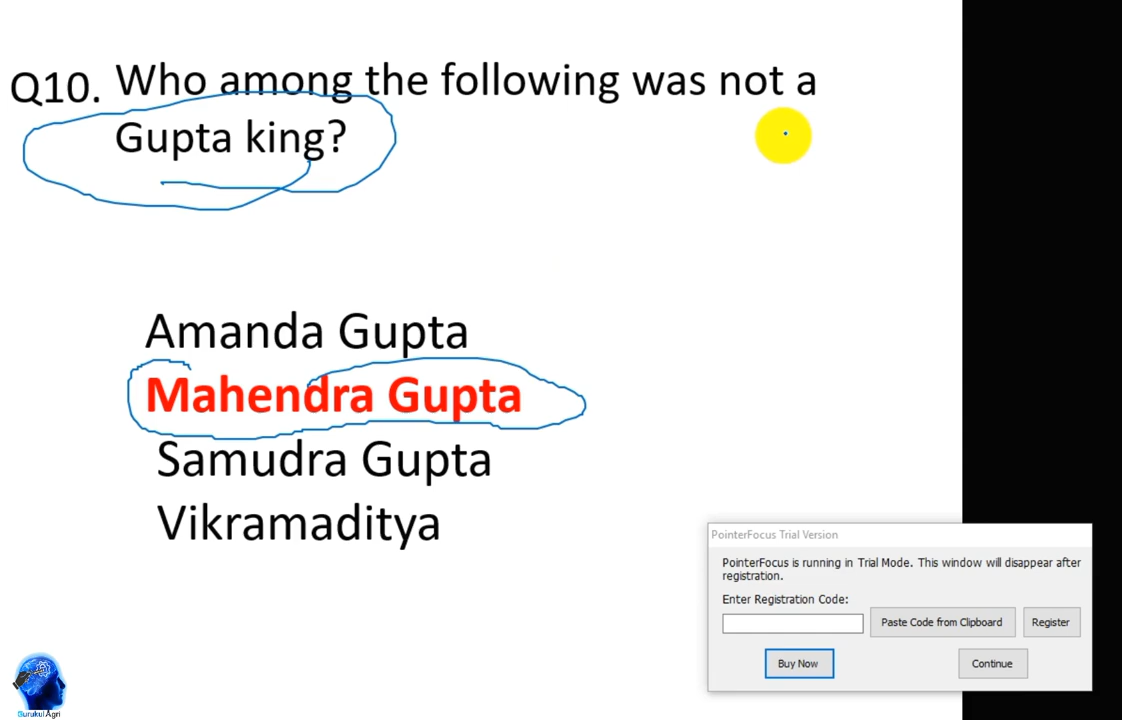 Q10. Who among the following was not a
Gupta king?
Amanda Gupta
Mahendra Gupta
Samudra Gupta
Vikramaditya
PointerFocus Trial Version
PointerFocus is running in Trial Mode. This window will disappear after
registration.
Enter Registration Code:
Paste Code from Clipboard
Register
Buy Now
Continue
Gurukul Agri